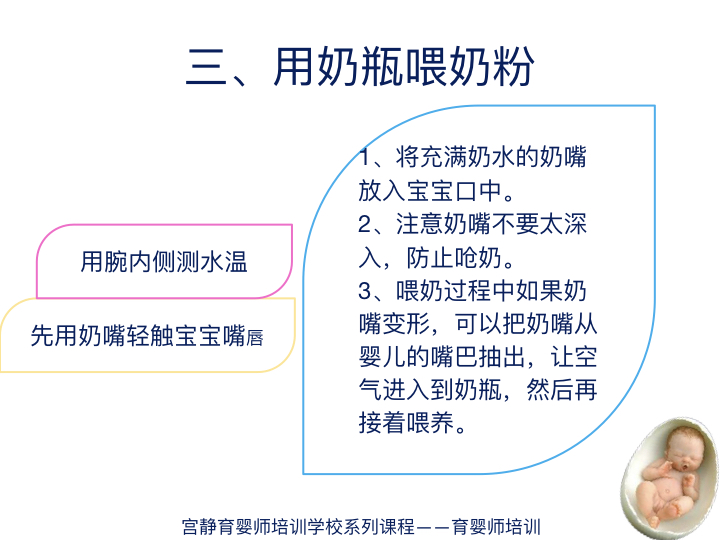 三、用奶瓶喂奶粉
用腕内侧测水温
先用奶嘴轻触宝宝嘴唇
1、将充满奶水的奶嘴
放入宝宝口中。
2、注意奶嘴不要太深
入，防止呛奶。
3、喂奶过程中如果奶
嘴变形，可以把奶嘴从
婴儿的嘴巴抽出，让空
气进入到奶瓶，然后再
接着喂养。
宫静育婴师培训学校系列课程——育婴师培训